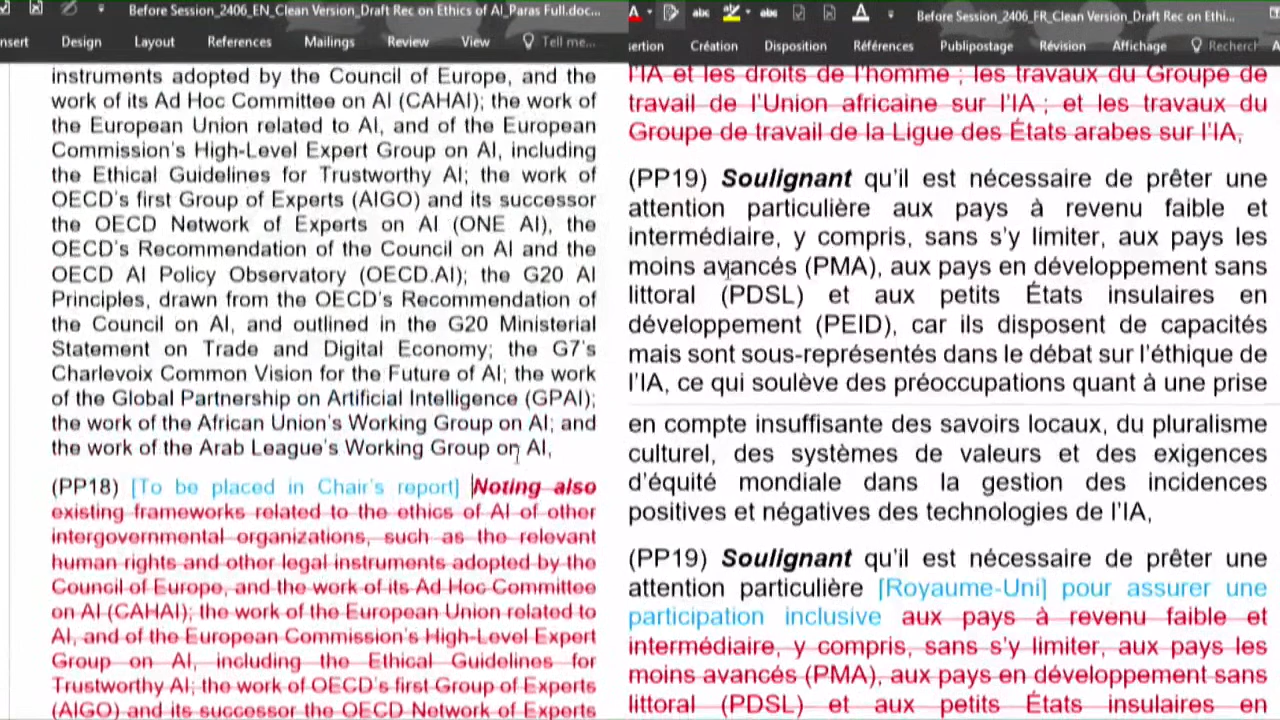 Before Session_2406_EN_Clean Version_Draft Rec on Ethics of AI_Paras Full.doc...
nsert Design Layout References Mailings Review View Tell me...
instruments adopted by the Council of Europe, and the
work of its Ad Hoc Committee on AI (CAHAI); the work of
the European Union related to AI, and of the European
Commission's High-Level Expert Group on AI, including
the Ethical Guidelines for Trustworthy AI; the work of
OECD's first Group of Experts (AIGO) and its successor
the OECD Network of Experts on AI (ONE AI), the
OECD's Recommendation of the Council on AI and the
OECD AI Policy Observatory (OECD.AI); the G20 AI
Principles, drawn from the OECD's Recommendation of
the Council on AI, and outlined in the G20 Ministerial
Statement on Trade and Digital Economy; the G7's
Charlevoix Common Vision for the Future of AI; the work
of the Global Partnership on Artificial Intelligence (GPAI);
the work of the African Union's Working Group on AI; and
the work of the Arab League's Working Group on AI,
(PP18) [To be placed in Chair's report] Noting also
existing frameworks related to the ethics of AI of other
intergovernmental organizations, such as the relevant
human rights and other legal instruments adopted by the
Council of Europe, and the work of its Ad Hoc Committee
on AI (CAHAI); the work of the European Union related to
AI, and of the European Commission's High-Level Expert
Group on AI, including the Ethical Guidelines for
Trustworthy AI; the work of OECD's first Group of Experts
(AIGO) and its successor the OECD Network of Experts
abc abc
Before Session_2406_FR_Clean Version_Draft Rec on Ethi...
sertion Création Disposition Références Publipostage Révision Affichage Recherc
l'IA et les droits de l'homme ; les travaux du Groupe de
travail de l'Union africaine sur l'IA ; et les travaux du
Groupe de travail de la Ligue des États arabes sur l'IA,
(PP19) Soulignant qu'il est nécessaire de prêter une
attention particulière aux pays à revenu faible et
intermédiaire, y compris, sans s'y limiter, aux pays les
moins avancés (PMA), aux pays en développement sans
littoral (PDSL) et aux petits États insulaires en
développement (PEID), car ils disposent de capacités
mais sont sous-représentés dans le débat sur l'éthique de
l'IA, ce qui soulève des préoccupations quant à une prise
en compte insuffisante des savoirs locaux, du pluralisme
culturel, des systèmes de valeurs et des exigences
d'équité mondiale dans la gestion des incidences
positives et négatives des technologies de l'IA,
(PP19) Soulignant qu'il est nécessaire de prêter une
attention particulière [Royaume-Uni] pour assurer une
participation inclusive aux pays à revenu faible et
intermédiaire, y compris, sans s'y limiter, aux pays les
moins avancés (PMA), aux pays en développement sans
littoral (PDSL) et aux petits États insulaires en